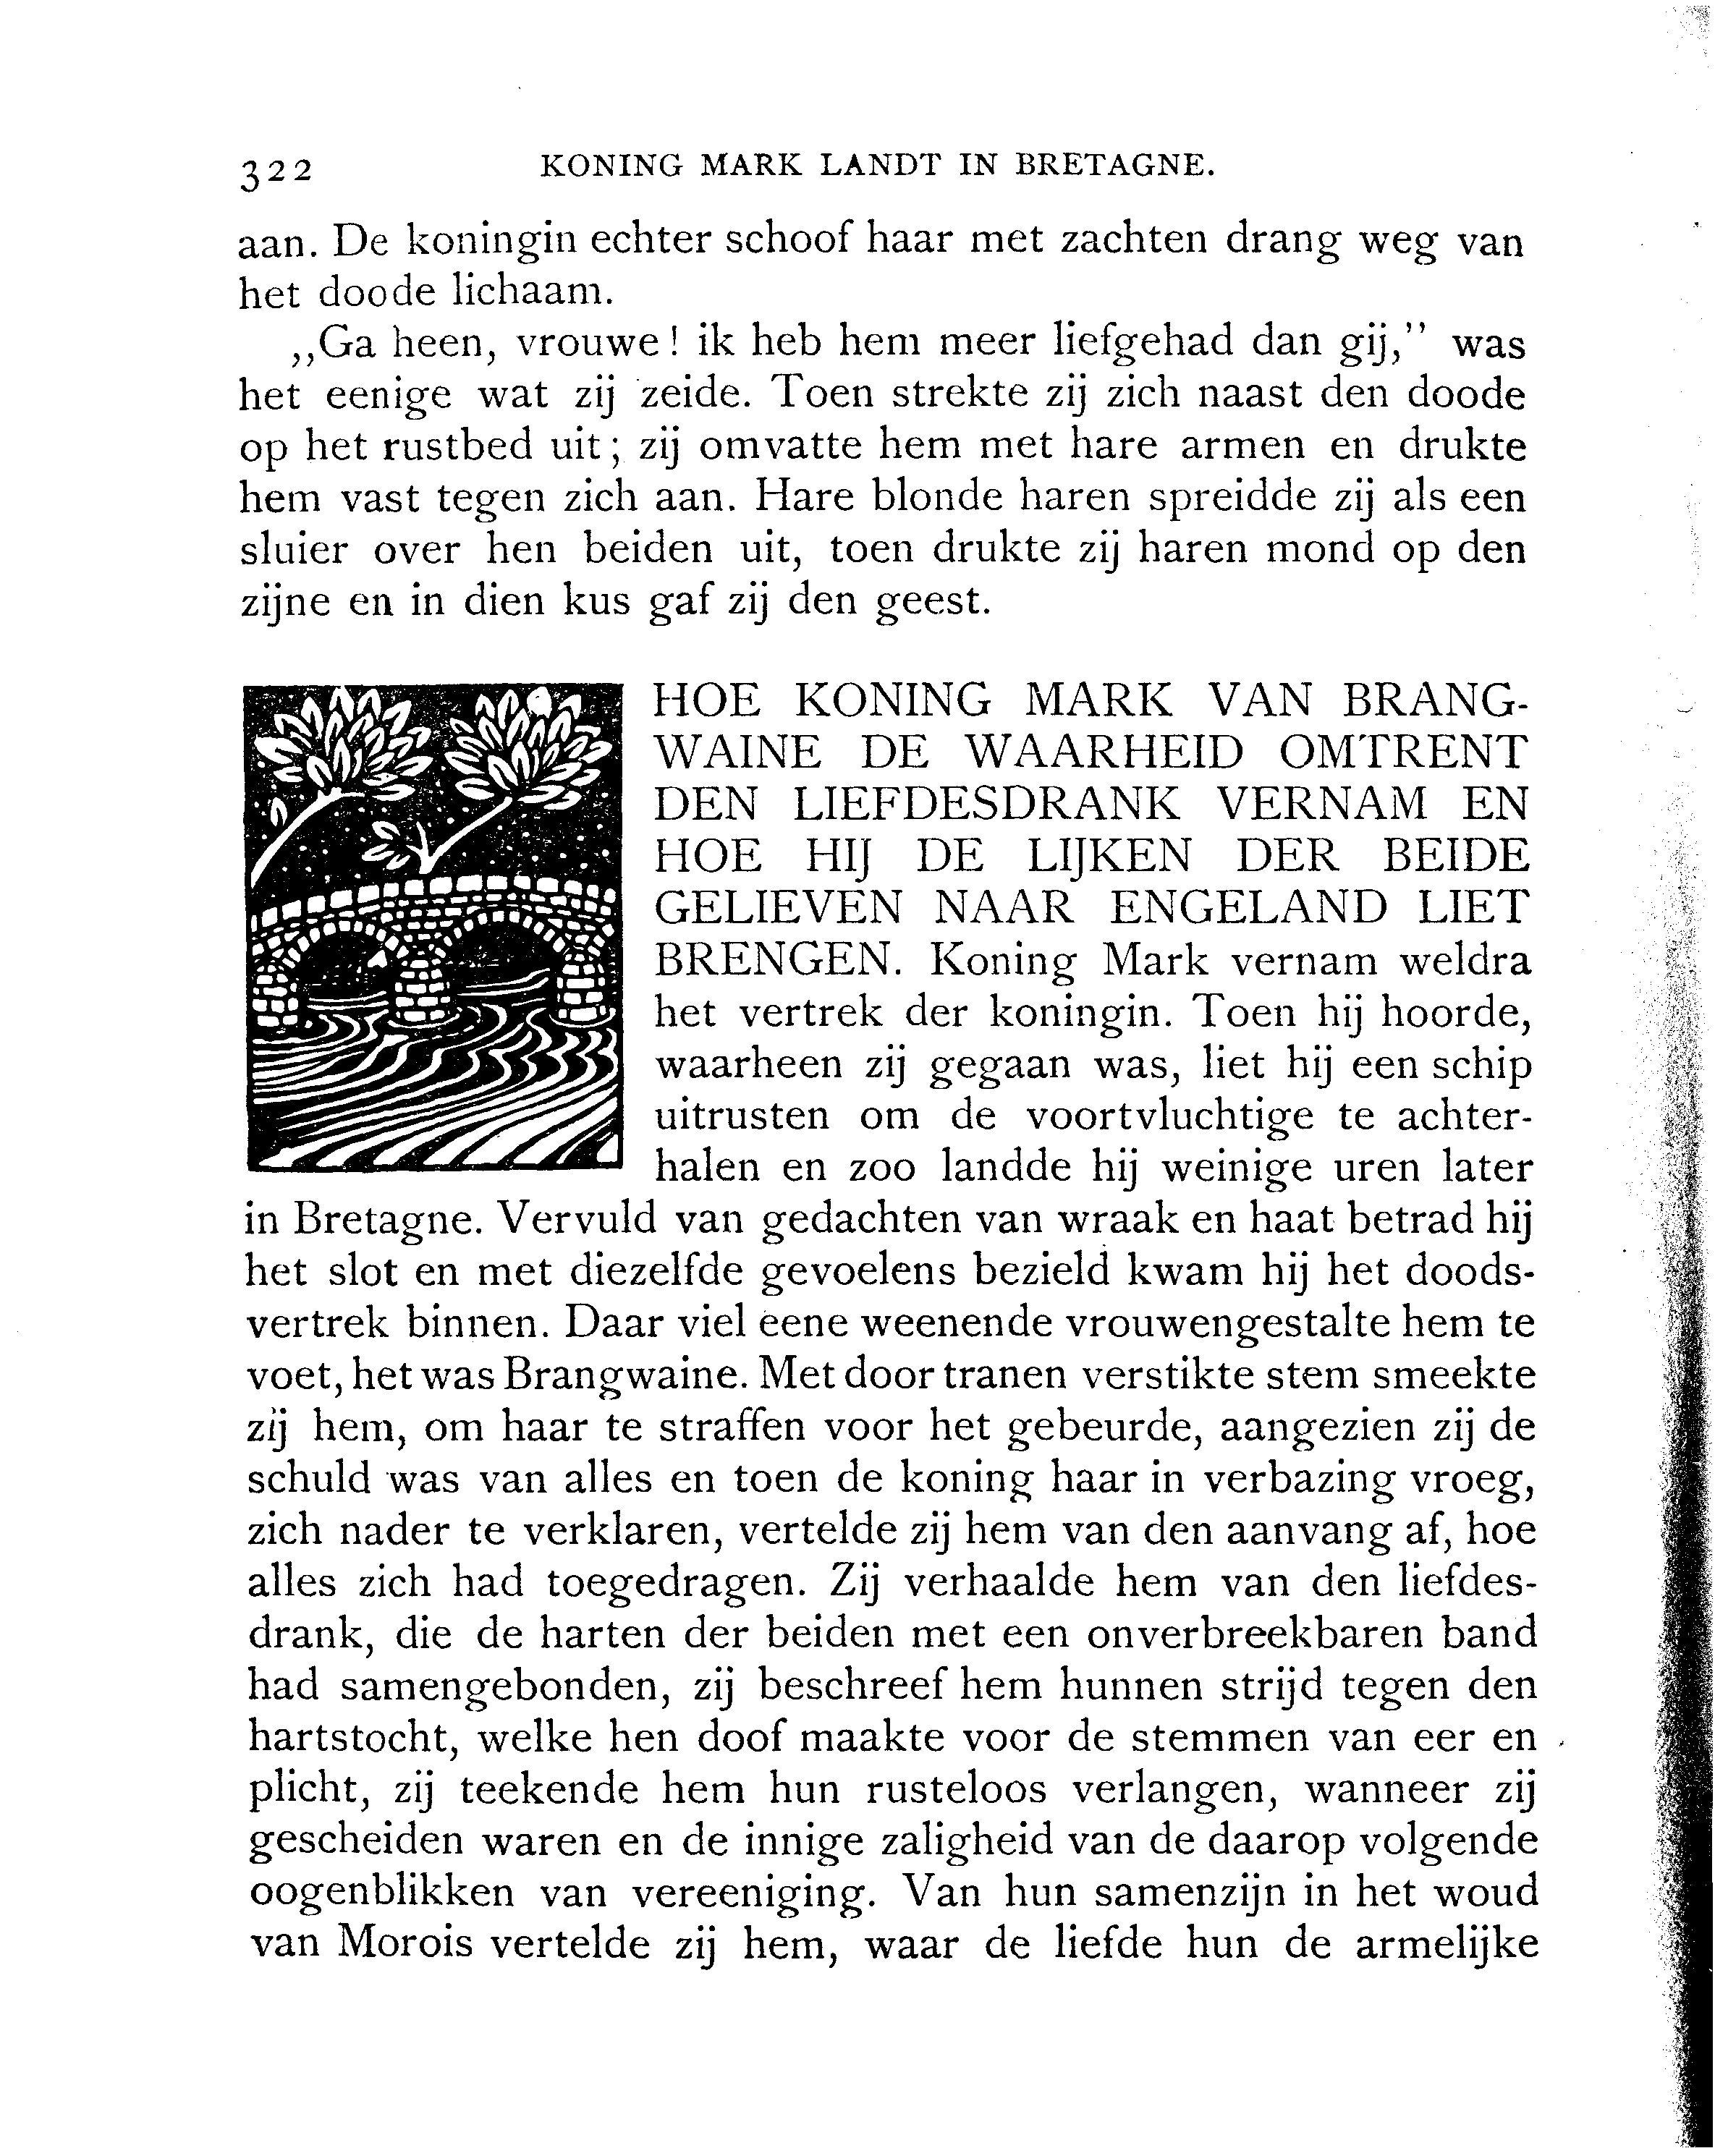 322 KONING MARK LANDT IN BRETAGNE.
aan. De koningin echter schoof haar met zachten drang weg van
het doode lichaam.
,,Ga heen, vrouwe! ik heb hem meer liefgehad dan gij,'' was
het eenige wat zij zeide. Toen strekte zij zich naast den doode
op het rustbed uit; zij omvatte hem met hare armen en drukte
hem vast tegen zich aan. Hare blonde haren spreidde zij als een
sluier over hen beiden uit, toen drukte zij haren mond op den
zijne en in dien kus gaf zij den geest.
HOE KONING MARK VAN BRANG-
WAINE DE WAARHEID OMTRENT
DEN LIEFDESDRANK VERNAM EN
HOE HIJ DE LIJKEN DER BEIDE
GELIEVEN NAAR ENGELAND LIET
BRENGEN. Koning Mark vernam weldra
het vertrek der koningin. Toen hij hoorde,
waarheen zij gegaan was, liet hij een schip
uitrusten om de voortvluchtige te achter-
halen en zoo landde hij weinige uren later
in Bretagne. Vervuld van gedachten van wraak en haat betrad hij
het slot en met diezelfde gevoelens bezield kwam hij het doods-
vertrek binnen. Daar viel eene weenende vrouwengestalte hem te
voet, het was Brangwaine. Met door tranen verstikte stem smeekte
zij hem, om haar te straffen voor het gebeurde, aangezien zij de
schuld was van alles en toen de koning haar in verbazing vroeg,
zich nader te verklaren, vertelde zij hem van den aanvang af, hoe
alles zich had toegedragen. Zij verhaalde hem van den liefdes-
drank, die de harten der beiden met een onverbreekbaren band
had samengebonden, zij beschreef hem hunnen strijd tegen den
hartstocht, welke hen doof maakte voor de stemmen van eer en
plicht, zij teekende hem hun rusteloos verlangen, wanneer zij
gescheiden waren en de innige zaligheid van de daarop volgende
oogenblikken van vereeniging. Van hun samenzijn in het woud
van Morois vertelde zij hem, waar de liefde hun de armelijke